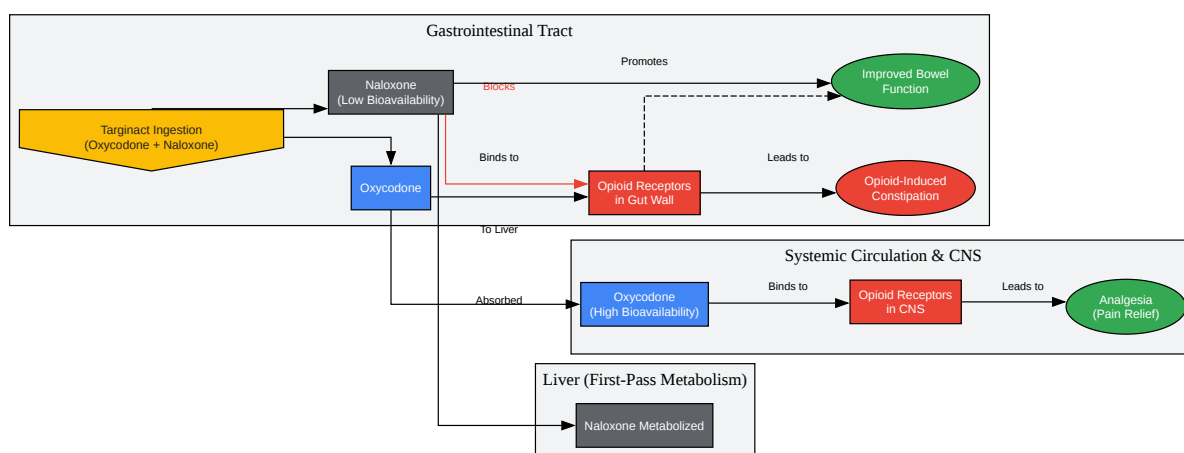 Gastrointestinal Tract
Promotes
Naloxone
(Low Bioavailability)
Blocks
Improved Bowel
Function
Targinact Ingestion
(Oxycodone + Naloxone)
Binds to
Leads to
Oxycodone
Opioid Receptors
in Gut Wall
Opioid-Induced
Constipation
To Liver
Systemic Circulation & CNS
Absorbed
Oxycodone
(High Bioavailability)
Binds to
Opioid Receptors
in CNS
Leads to
Analgesia
(Pain Relief)
Liver (First-Pass Metabolism)
Naloxone Metabolized